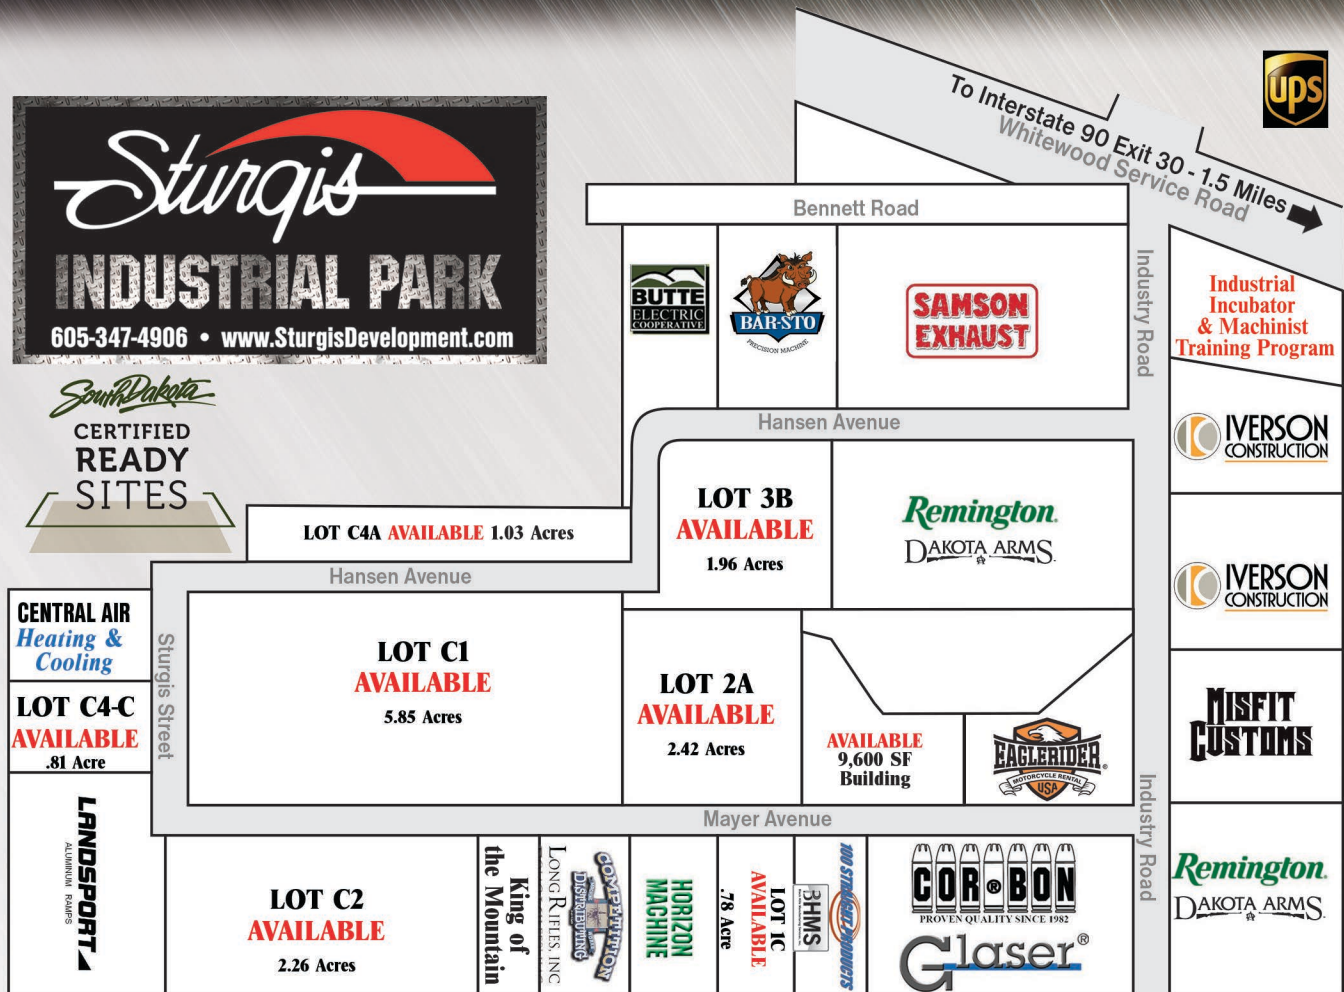 To Interstate 90 Exit 30 - 1.5 Miles
Whitewood Service Road
ups
Sturgis
INDUSTRIAL PARK
605-347-4906 • www.SturgisDevelopment.com
South Dakota
CERTIFIED
READY
SITES
Bennett Road
BUTTE
ELECTRIC
COOPERATIVE
BAR-STO
PRECISION MACHINE
SAMSON
EXHAUST
Industry Road
Industrial
Incubator
& Machinist
Training Program
Hansen Avenue
IVERSON
CONSTRUCTION
LOT 3B
AVAILABLE
1.96 Acres
Remington
DAKOTA ARMS
LOT C4A AVAILABLE 1.03 Acres
Hansen Avenue
IVERSON
CONSTRUCTION
CENTRAL AIR
Heating &
Cooling
Sturgis Street
LOT C1
AVAILABLE
5.85 Acres
LOT 2A
AVAILABLE
2.42 Acres
LOT C4-C
AVAILABLE
.81 Acre
AVAILABLE
9,600 SF
Building
EAGLERIDER
MOTORCYCLE RENTAL
USA
MISFIT
CUSTOMS
Mayer Avenue
Industry Road
LANDSPORT
ALUMINUM RAMPS
LOT C2
AVAILABLE
2.26 Acres
King of
the Mountain
LONG RIFLES, INC
COMPETITION
DISTRIBUTING
HORIZON
MACHINE
LOT 1C
AVAILABLE
.78 Acre
BHMS
100 STRAIGHT PRODUCTS
COR®BON
PROVEN QUALITY SINCE 1982
Glaser®
Remington
DAKOTA ARMS